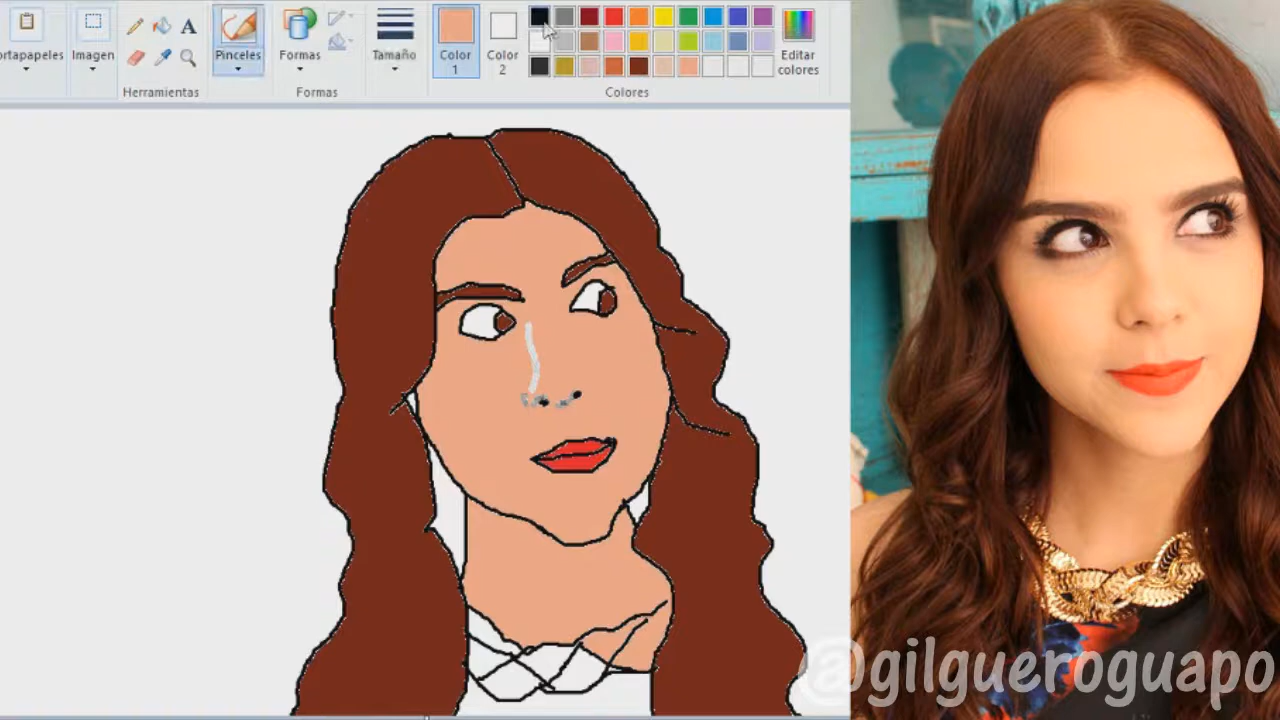 ortapapeles
Imagen
Herramientas
Pinceles
Formas
Formas
Tamaño
Color
1
Color
2
Colores
Editar
colores
@gilgueroguapo